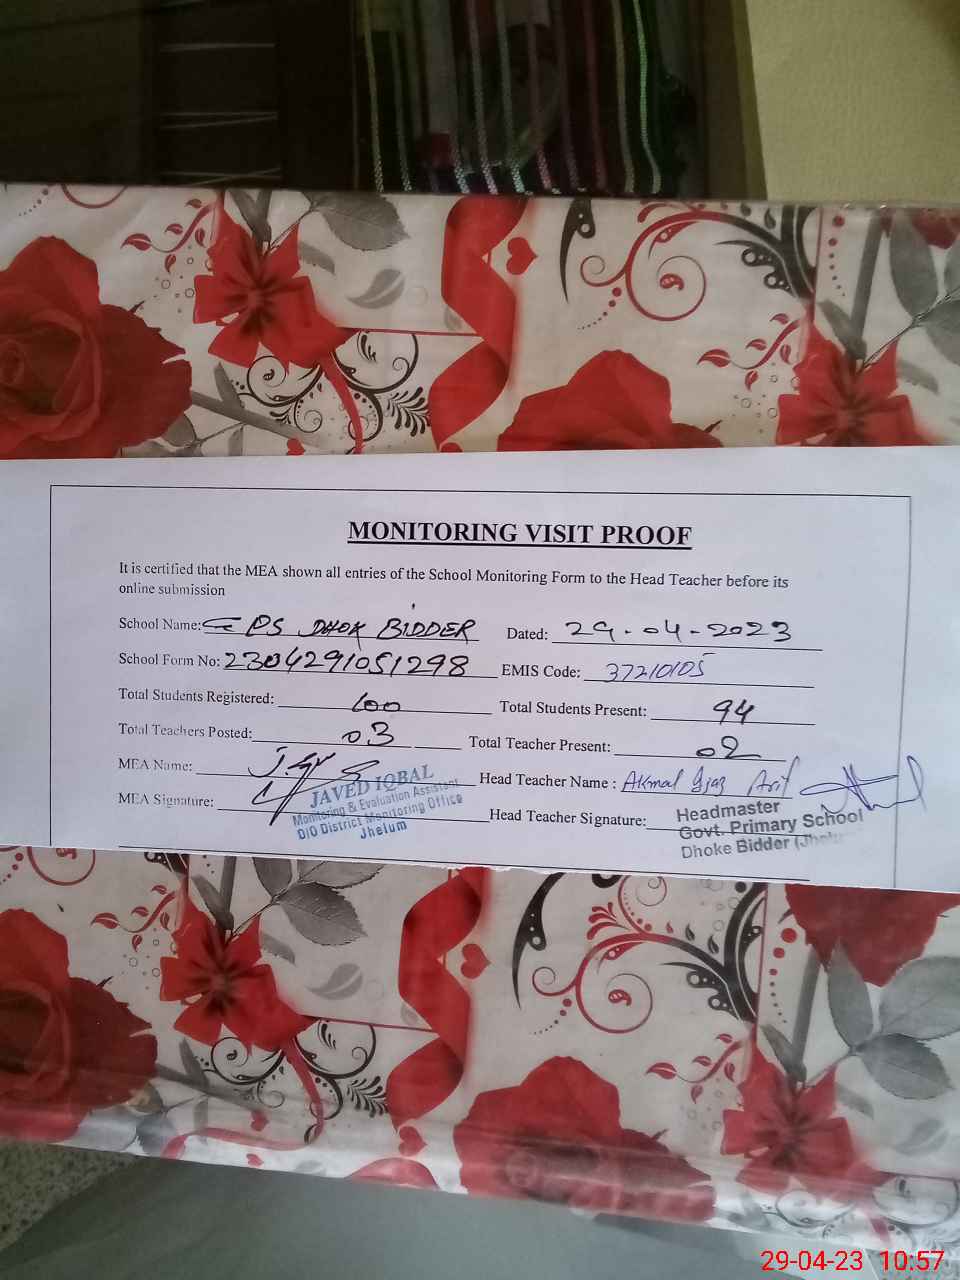 MONITORING VISIT PROOF
It is certified that the MEA shown all entries of the School Monitoring Form to the Head Teacher before its
online submission
School Name: GPS DHOK BIDDER Dated: 29-04-2023
School Form No: 2304291051298 EMIS Code: 37210105
Total Students Registered: 100 Total Students Present: 94
Total Teachers Posted: 03 Total Teacher Present: 02
MEA Name: Head Teacher Name : Akmal Ijaz Arif
MEA Signature: Head Teacher Signature:
JAVED IQBAL
Monitoring & Evaluation Assistant
D/O District Monitoring Office
Jhelum
Headmaster
Govt. Primary School
Dhoke Bidder (Jhelu
29-04-23 10:57